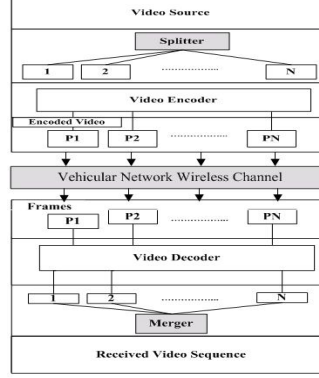 Video Source
Splitter
1 2 .................. N
Video Encoder
Encoded Video
P1 P2 .................. PN
Vehicular Network Wireless Channel
Frames
P1 P2 .................. PN
Video Decoder
1 2 .................. N
Merger
Received Video Sequence